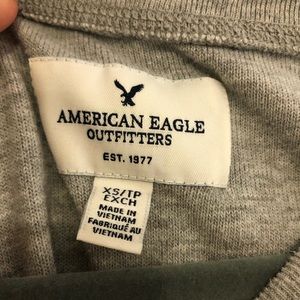 AMERICAN EAGLE
OUTFITTERS
EST. 1977
XS/TP
EXCH
MADE IN
VIETNAM
FABRIQUÉ AU
VIETNAM